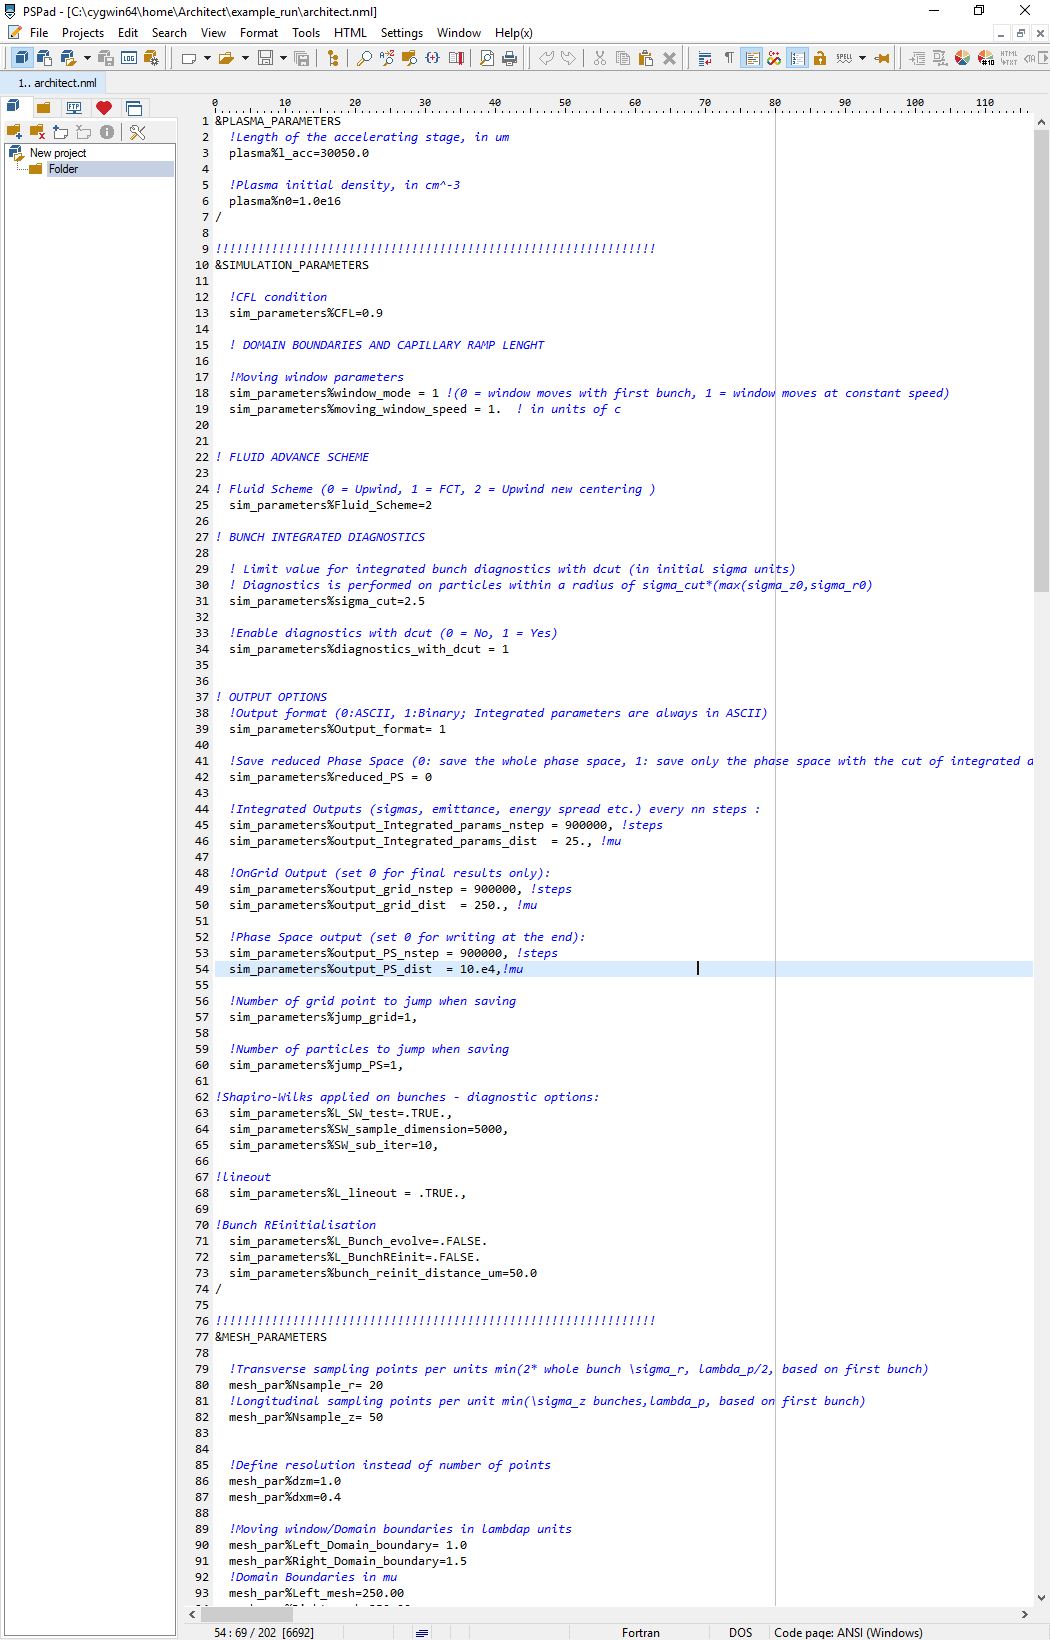 PSPad - [C:\cygwin64\home\Architect\example_run\architect.nml]
File Projects Edit Search View Format Tools HTML Settings Window Help(x)
1.. architect.nml
0 10 20 30 40 50 60 70 80 90 100 110
New project
Folder
1 &PLASMA_PARAMETERS
2 !Length of the accelerating stage, in um
3 plasma%l_acc=30050.0
4
5 !Plasma initial density, in cm^-3
6 plasma%n0=1.0e16
7 /
8
9 !!!!!!!!!!!!!!!!!!!!!!!!!!!!!!!!!!!!!!!!!!!!!!!!!!!!!!!!!!!!!!!
10 &SIMULATION_PARAMETERS
11
12 !CFL condition
13 sim_parameters%CFL=0.9
14
15 ! DOMAIN BOUNDARIES AND CAPILLARY RAMP LENGHT
16
17 !Moving window parameters
18 sim_parameters%window_mode = 1 !(0 = window moves with first bunch, 1 = window moves at constant speed)
19 sim_parameters%moving_window_speed = 1.  ! in units of c
20
21
22 ! FLUID ADVANCE SCHEME
23
24 ! Fluid Scheme (0 = Upwind, 1 = FCT, 2 = Upwind new centering )
25 sim_parameters%Fluid_Scheme=2
26
27 ! BUNCH INTEGRATED DIAGNOSTICS
28
29 ! Limit value for integrated bunch diagnostics with dcut (in initial sigma units)
30 ! Diagnostics is performed on particles within a radius of sigma_cut*(max(sigma_z0,sigma_r0)
31 sim_parameters%sigma_cut=2.5
32
33 !Enable diagnostics with dcut (0 = No, 1 = Yes)
34 sim_parameters%diagnostics_with_dcut = 1
35
36
37 ! OUTPUT OPTIONS
38 !Output format (0:ASCII, 1:Binary; Integrated parameters are always in ASCII)
39 sim_parameters%Output_format= 1
40
41 !Save reduced Phase Space (0: save the whole phase space, 1: save only the phase space with the cut of integrated
42 sim_parameters%reduced_PS = 0
43
44 !Integrated Outputs (sigmas, emittance, energy spread etc.) every nn steps :
45 sim_parameters%output_Integrated_params_nstep = 900000, !steps
46 sim_parameters%output_Integrated_params_dist  = 25., !mu
47
48 !OnGrid Output (set 0 for final results only):
49 sim_parameters%output_grid_nstep = 900000, !steps
50 sim_parameters%output_grid_dist  = 250., !mu
51
52 !Phase Space output (set 0 for writing at the end):
53 sim_parameters%output_PS_nstep = 900000, !steps
54 sim_parameters%output_PS_dist  = 10.e4,!mu
55
56 !Number of grid point to jump when saving
57 sim_parameters%jump_grid=1,
58
59 !Number of particles to jump when saving
60 sim_parameters%jump_PS=1,
61
62 !Shapiro-Wilks applied on bunches - diagnostic options:
63 sim_parameters%L_SW_test=.TRUE.,
64 sim_parameters%SW_sample_dimension=5000,
65 sim_parameters%SW_sub_iter=10,
66
67 !lineout
68 sim_parameters%L_lineout = .TRUE.,
69
70 !Bunch REinitialisation
71 sim_parameters%L_Bunch_evolve=.FALSE.
72 sim_parameters%L_BunchREinit=.FALSE.
73 sim_parameters%bunch_reinit_distance_um=50.0
74 /
75
76 !!!!!!!!!!!!!!!!!!!!!!!!!!!!!!!!!!!!!!!!!!!!!!!!!!!!!!!!!!!!!!!
77 &MESH_PARAMETERS
78
79 !Transverse sampling points per units min(2* whole bunch \sigma_r, lambda_p/2, based on first bunch)
80 mesh_par%Nsample_r= 20
81 !Longitudinal sampling points per unit min(\sigma_z bunches,lambda_p, based on first bunch)
82 mesh_par%Nsample_z= 50
83
84
85 !Define resolution instead of number of points
86 mesh_par%dzm=1.0
87 mesh_par%dxm=0.4
88
89 !Moving window/Domain boundaries in lambdap units
90 mesh_par%Left_Domain_boundary= 1.0
91 mesh_par%Right_Domain_boundary=1.5
92 !Domain Boundaries in mu
93 mesh_par%Left_mesh=250.00
54 : 69 / 202 [6692] Fortran DOS Code page: ANSI (Windows)